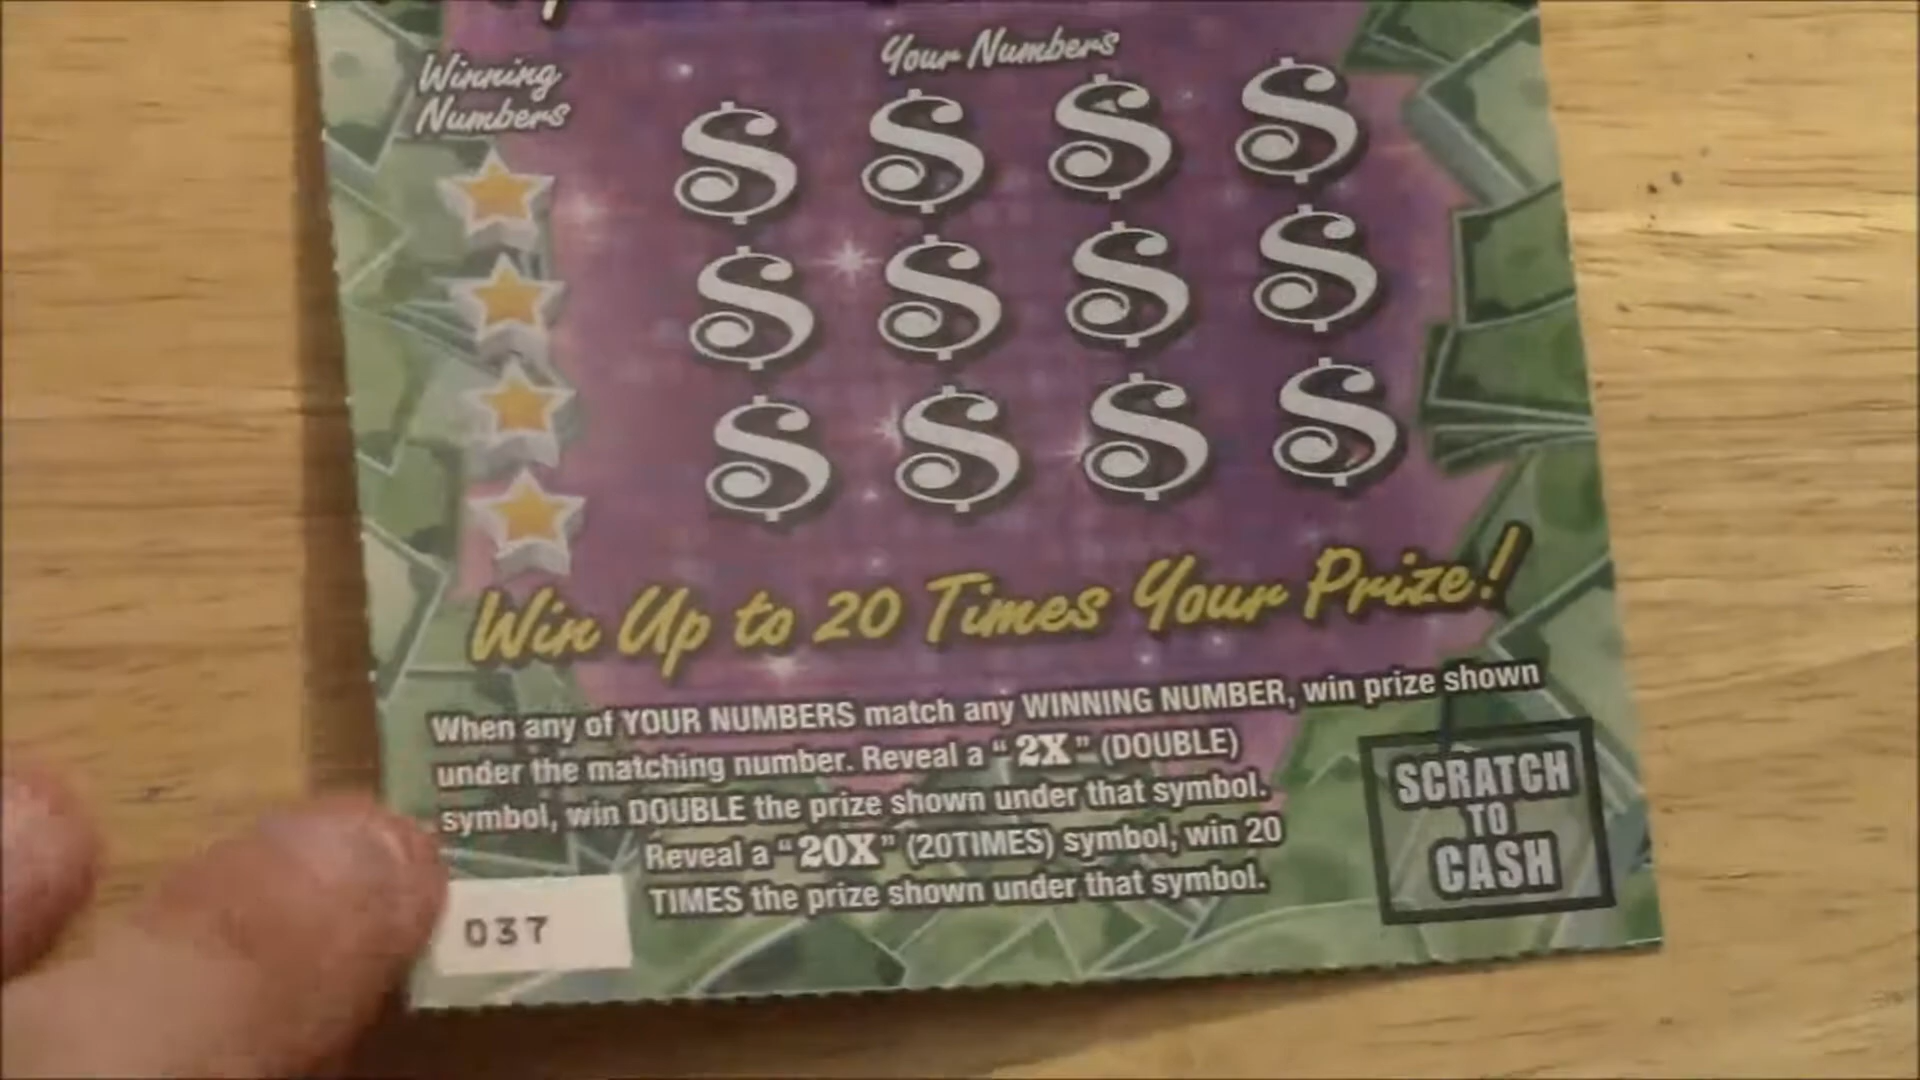 Your Numbers
Winning
Numbers
$ $ $ $
$ $ $ $
$ $ $ $
Win Up to 20 Times Your Prize!
When any of YOUR NUMBERS match any WINNING NUMBER, win prize shown
under the matching number. Reveal a "2X" (DOUBLE)
symbol, win DOUBLE the prize shown under that symbol.
Reveal a "20X" (20TIMES) symbol, win 20
TIMES the prize shown under that symbol.
SCRATCH
TO
CASH
037